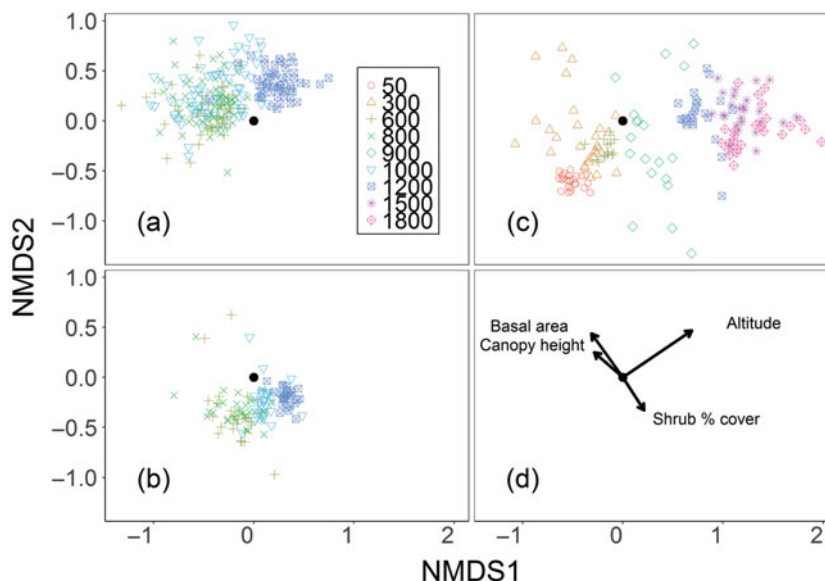 1.0
0.5
0.0
−0.5
−1.0
(a)
50
300
600
800
900
1000
1200
1500
1800
(c)
NMDS2
1.0
0.5
0.0
−0.5
−1.0
(b)
Basal area
Canopy height
Altitude
Shrub % cover
(d)
−1
0
1
2
−1
0
1
2
NMDS1